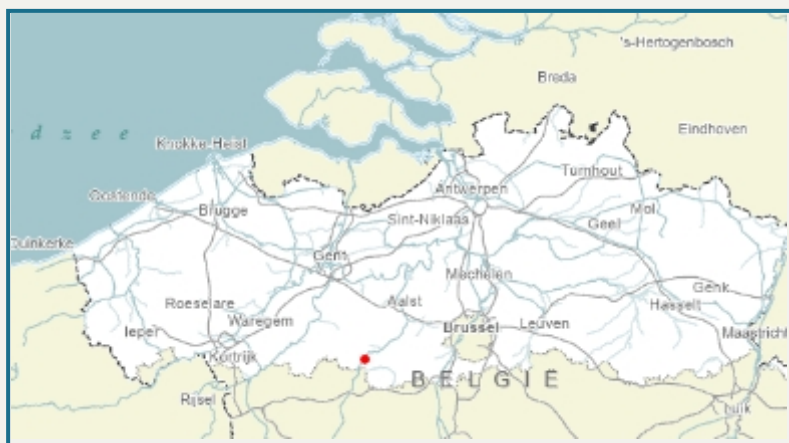 's-Hertogenbosch
Breda
Eindhoven
d z e e
Knokke-Heist
Turnhout
Antwerpen
Oostende
Brugge
Sint-Niklaas
Geel
Mol
Duinkerke
Gent
Mechelen
Genk
Roeselare
Aalst
Hasselt
Ieper
Waregem
Brussel
Leuven
Maastricht
Kortrijk
BELGIË
Rijsel
Luik